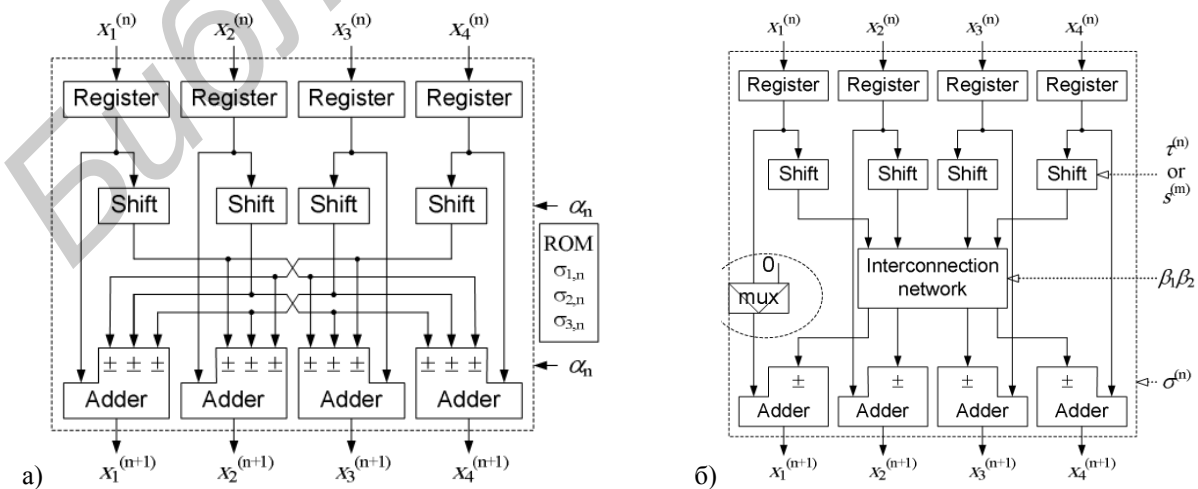 Библ
x₁⁽ⁿ⁾ x₂⁽ⁿ⁾ x₃⁽ⁿ⁾ x₄⁽ⁿ⁾
Register Register Register Register
Shift Shift Shift Shift
αₙ
ROM
σ₁,ₙ
σ₂,ₙ
σ₃,ₙ
± ± ± ± ± ± ± ± ± ± ± ±
αₙ
Adder Adder Adder Adder
x₁⁽ⁿ⁺¹⁾ x₂⁽ⁿ⁺¹⁾ x₃⁽ⁿ⁺¹⁾ x₄⁽ⁿ⁺¹⁾
а)
x₁⁽ⁿ⁾ x₂⁽ⁿ⁾ x₃⁽ⁿ⁾ x₄⁽ⁿ⁾
Register Register Register Register
Shift Shift Shift Shift
τ⁽ⁿ⁾
or
s⁽ᵐ⁾
0
mux
Interconnection
network
β₁β₂
± ± ± ±
σ⁽ⁿ⁾
Adder Adder Adder Adder
x₁⁽ⁿ⁺¹⁾ x₂⁽ⁿ⁺¹⁾ x₃⁽ⁿ⁺¹⁾ x₄⁽ⁿ⁺¹⁾
б)